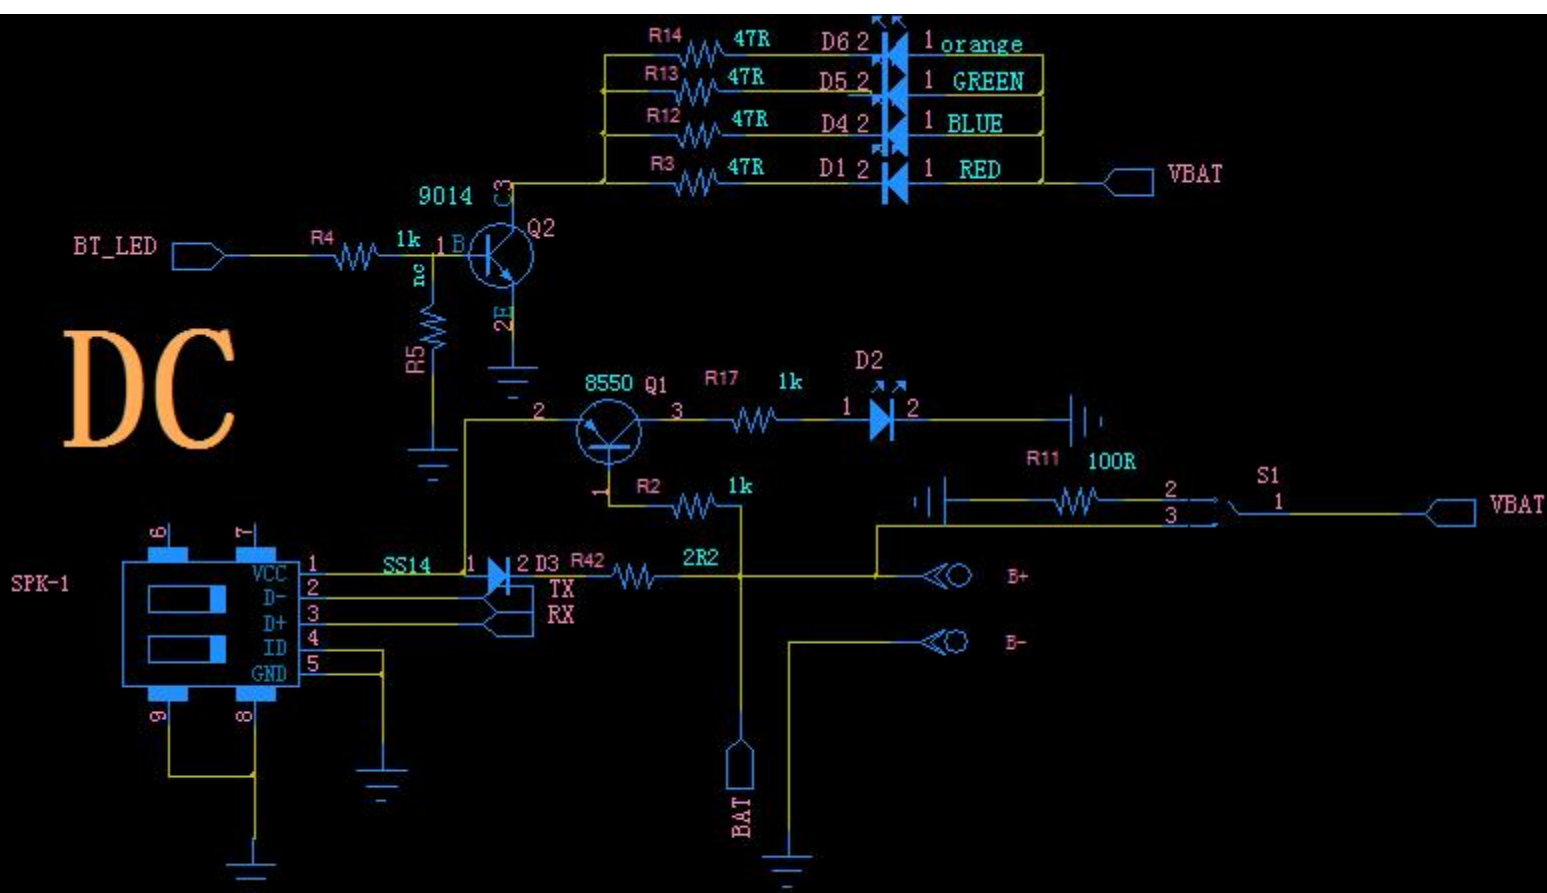 R14 47R D6 2 1 orange
R13 47R D5 2 1 GREEN
R12 47R D4 2 1 BLUE
R3 47R D1 2 1 RED
VBAT
9014 C3
Q2
BT_LED R4 1k 1 B
nc
R5
2E
DC
8550 Q1 R17 1k D2
2 3 1 2
R11 100R S1
1 R2 1k
2 1 VBAT
3
6 7
SPK-1
VCC 1 SS14 1 2 D3 R42 2R2 B+
D- 2 TX
D+ 3 RX
ID 4 B-
GND 5
9 8
BAT